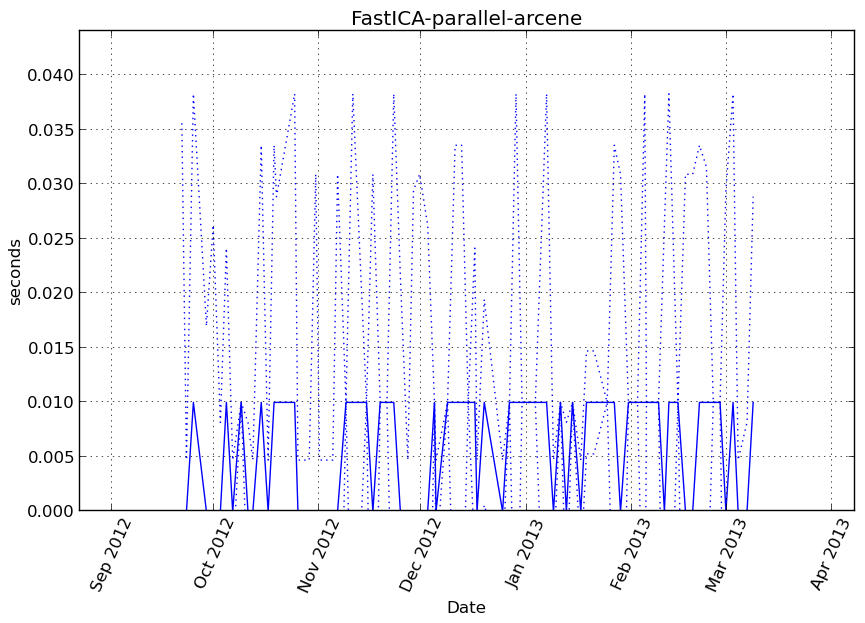 FastICA-parallel-arcene
0.040
0.035
0.030
0.025
0.020
0.015
0.010
0.005
0.000
seconds
Sep 2012
Oct 2012
Nov 2012
Dec 2012
Jan 2013
Feb 2013
Mar 2013
Apr 2013
Date